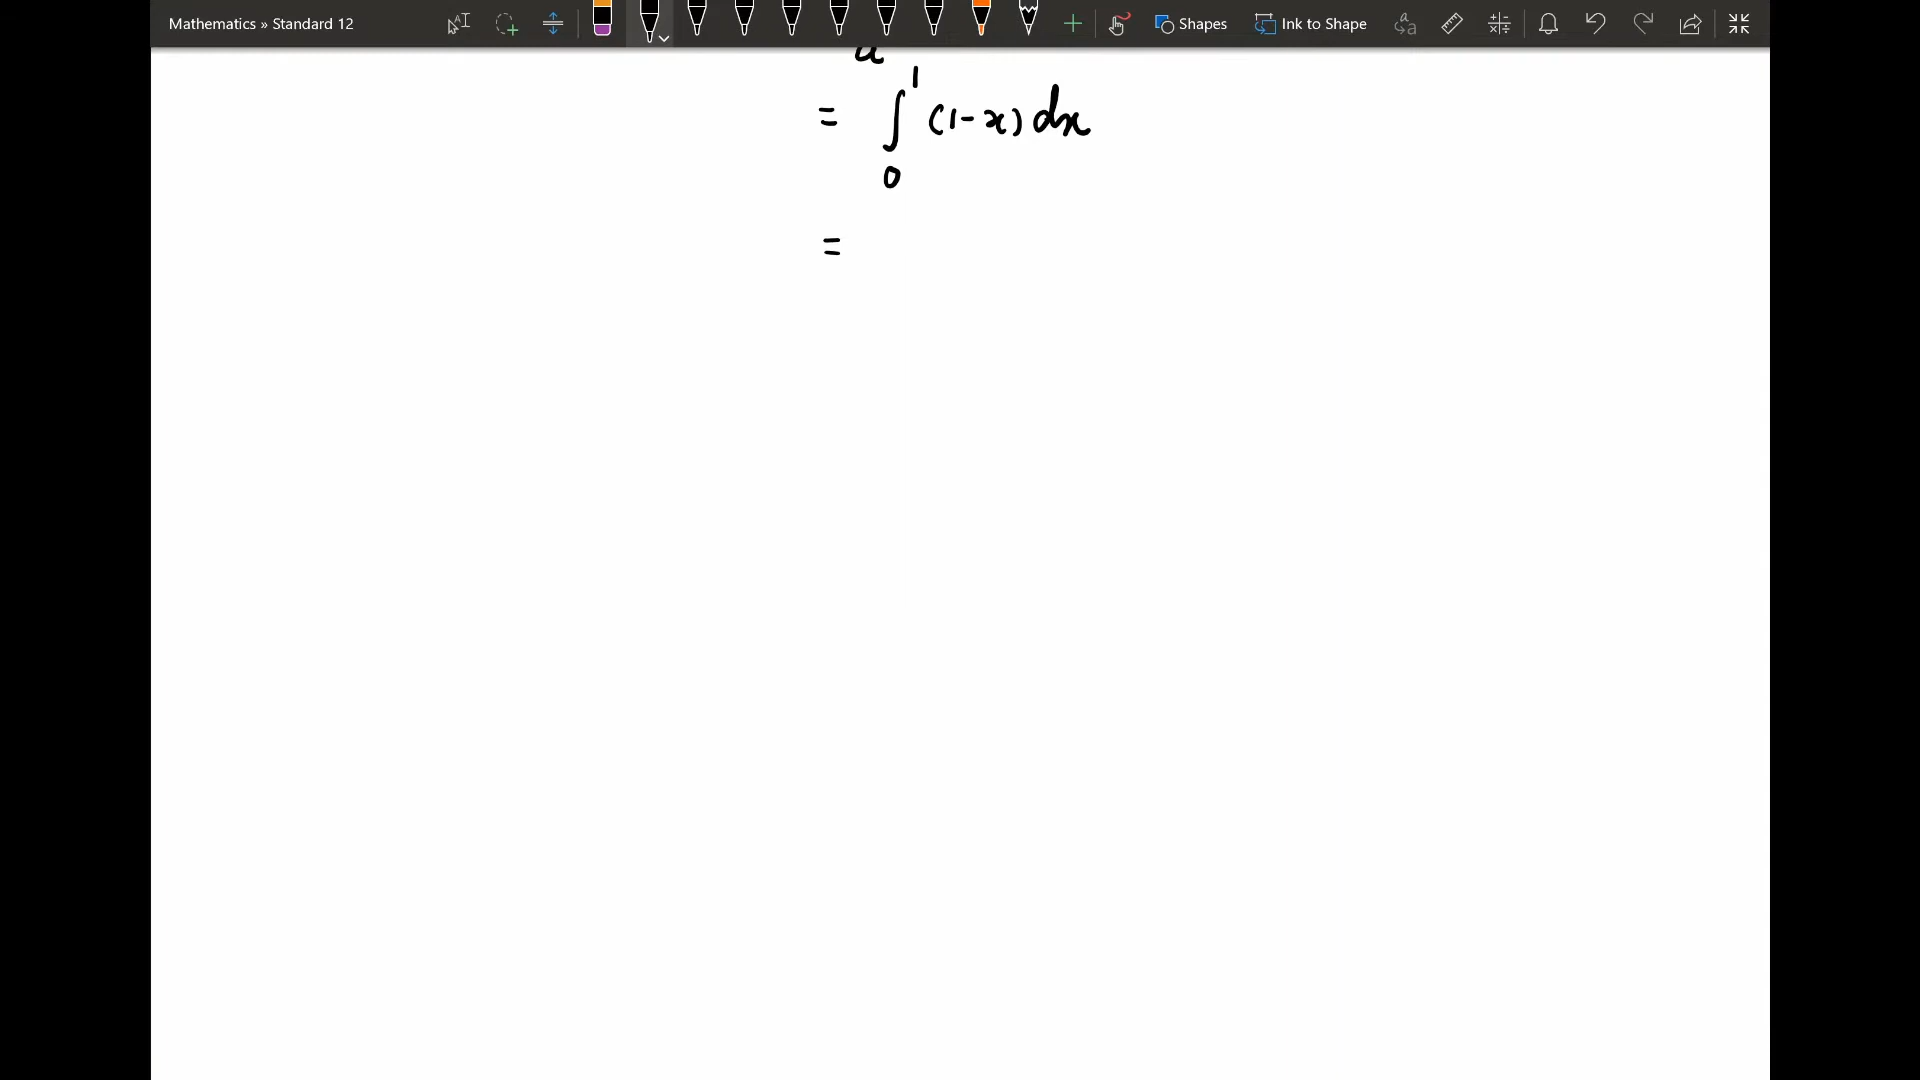 Mathematics » Standard 12 Shapes Ink to Shape
a
= ∫₀¹ (1-x) dx
=